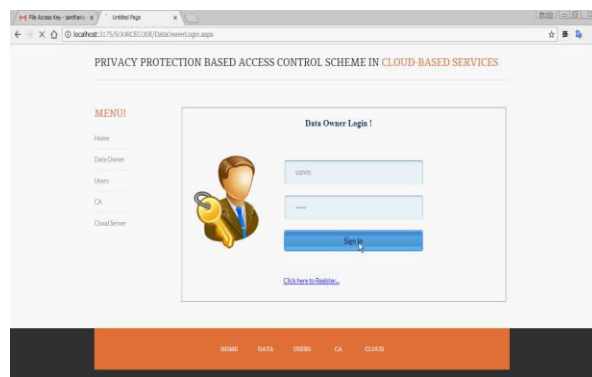 File Access Key - santhan
Untitled Page
localhost:3175/SOURCECODE/DataOwnerLogin.aspx
PRIVACY PROTECTION BASED ACCESS CONTROL SCHEME IN CLOUD-BASED SERVICES
MENU!
Home
Data Owner
Users
CA
Cloud Server
Data Owner Login !
sandy
Sign In
Click here to Register...
HOME DATA USERS CA CLOUD